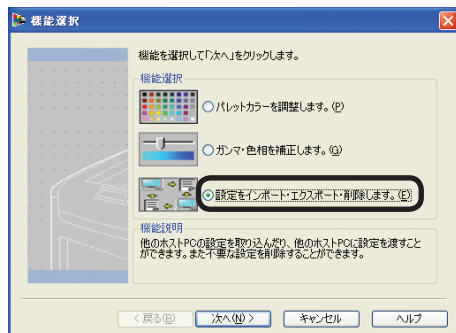 機能選択
機能を選択して「次へ」をクリックします。
機能選択
パレットカラーを調整します。(P)
ガンマ・色相を補正します。(G)
設定をインポート・エクスポート・削除します。(E)
機能説明
他のホストPCの設定を取り込んだり、他のホストPCに設定を渡すこと
ができます。また不要な設定を削除することができます。
< 戻る(B)
次へ(N) >
キャンセル
ヘルプ